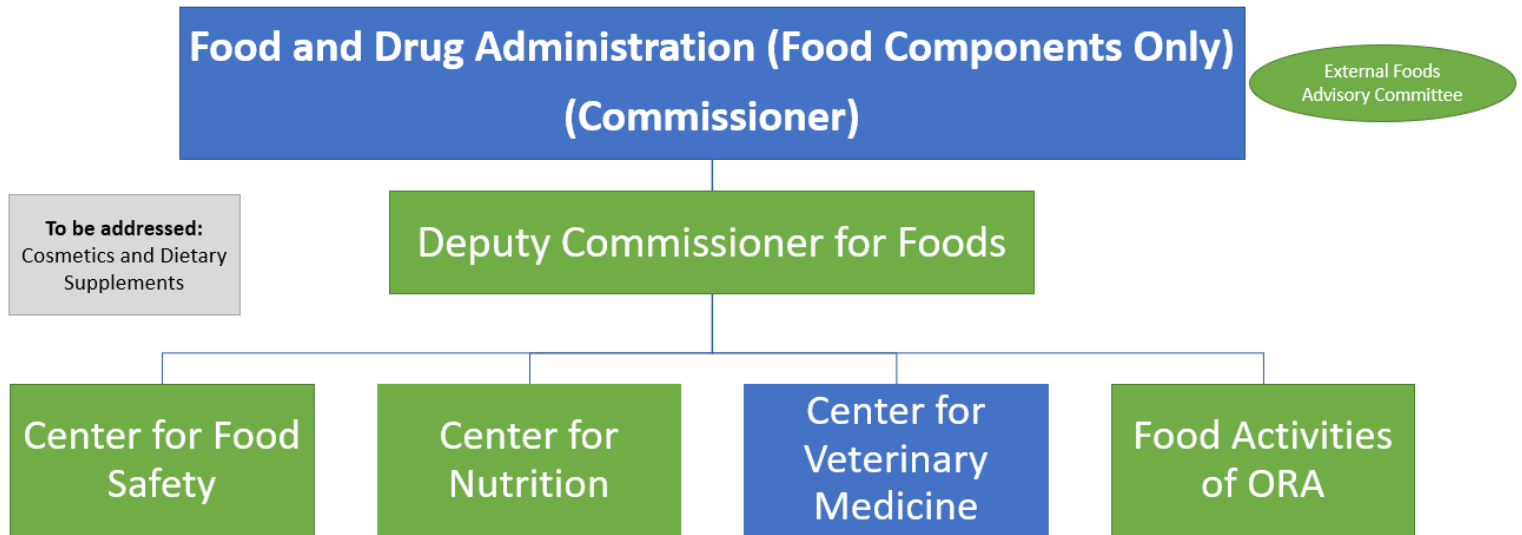 Food and Drug Administration (Food Components Only)
(Commissioner)
External Foods
Advisory Committee
To be addressed:
Cosmetics and Dietary
Supplements
Deputy Commissioner for Foods
Center for Food
Safety
Center for
Nutrition
Center for
Veterinary
Medicine
Food Activities
of ORA